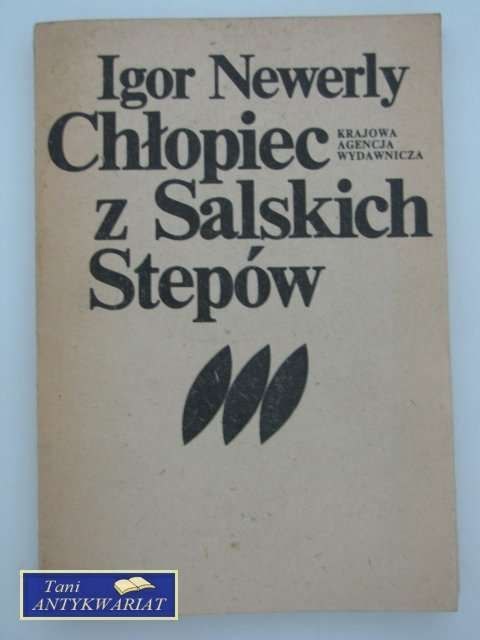 Igor Newerly
Chłopiec
KRAJOWA
AGENCJA
WYDAWNICZA
z Salskich
Stepów
Tani
ANTYKWARIAT